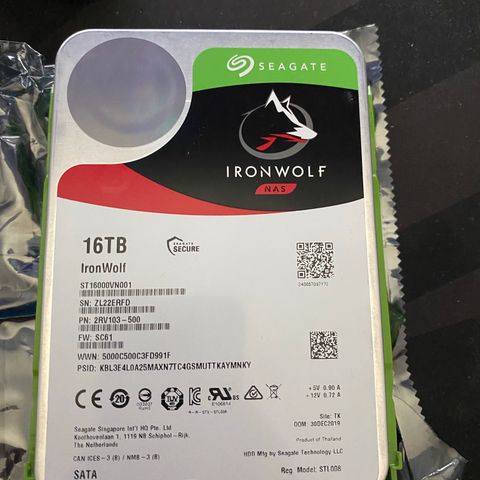 SEAGATE
IRONWOLF
NAS
16TB
SEAGATE
SECURE
IronWolf
ST16000VN001
SN: ZL22ERFD
PN: 2RV103-500
FW: SC61
WWN: 5000C500C3FD991F
PSID: KBL3E4L0A25MAXN7TC4GSMUTTKAYMNKY
+5V 0.90 A
+12V 0.72 A
Seagate Singapore Int'l HQ Pte. Ltd.
Koolhovenlaan 1, 1119 NB Schiphol-Rijk,
The Netherlands
Site: TK
DOM: 30DEC2019
Product of Thailand
CAN ICES-3 (B) / NMB-3 (B)
HDD Mfg by Seagate Technology LLC
SATA
Reg. Model: STL008